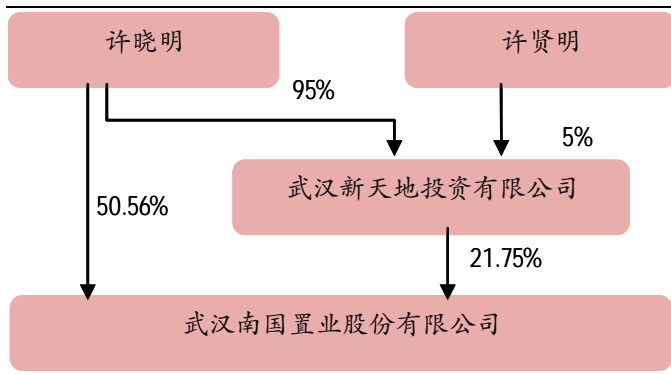 许晓明
许贤明
95%
5%
武汉新天地投资有限公司
50.56%
21.75%
武汉南国置业股份有限公司